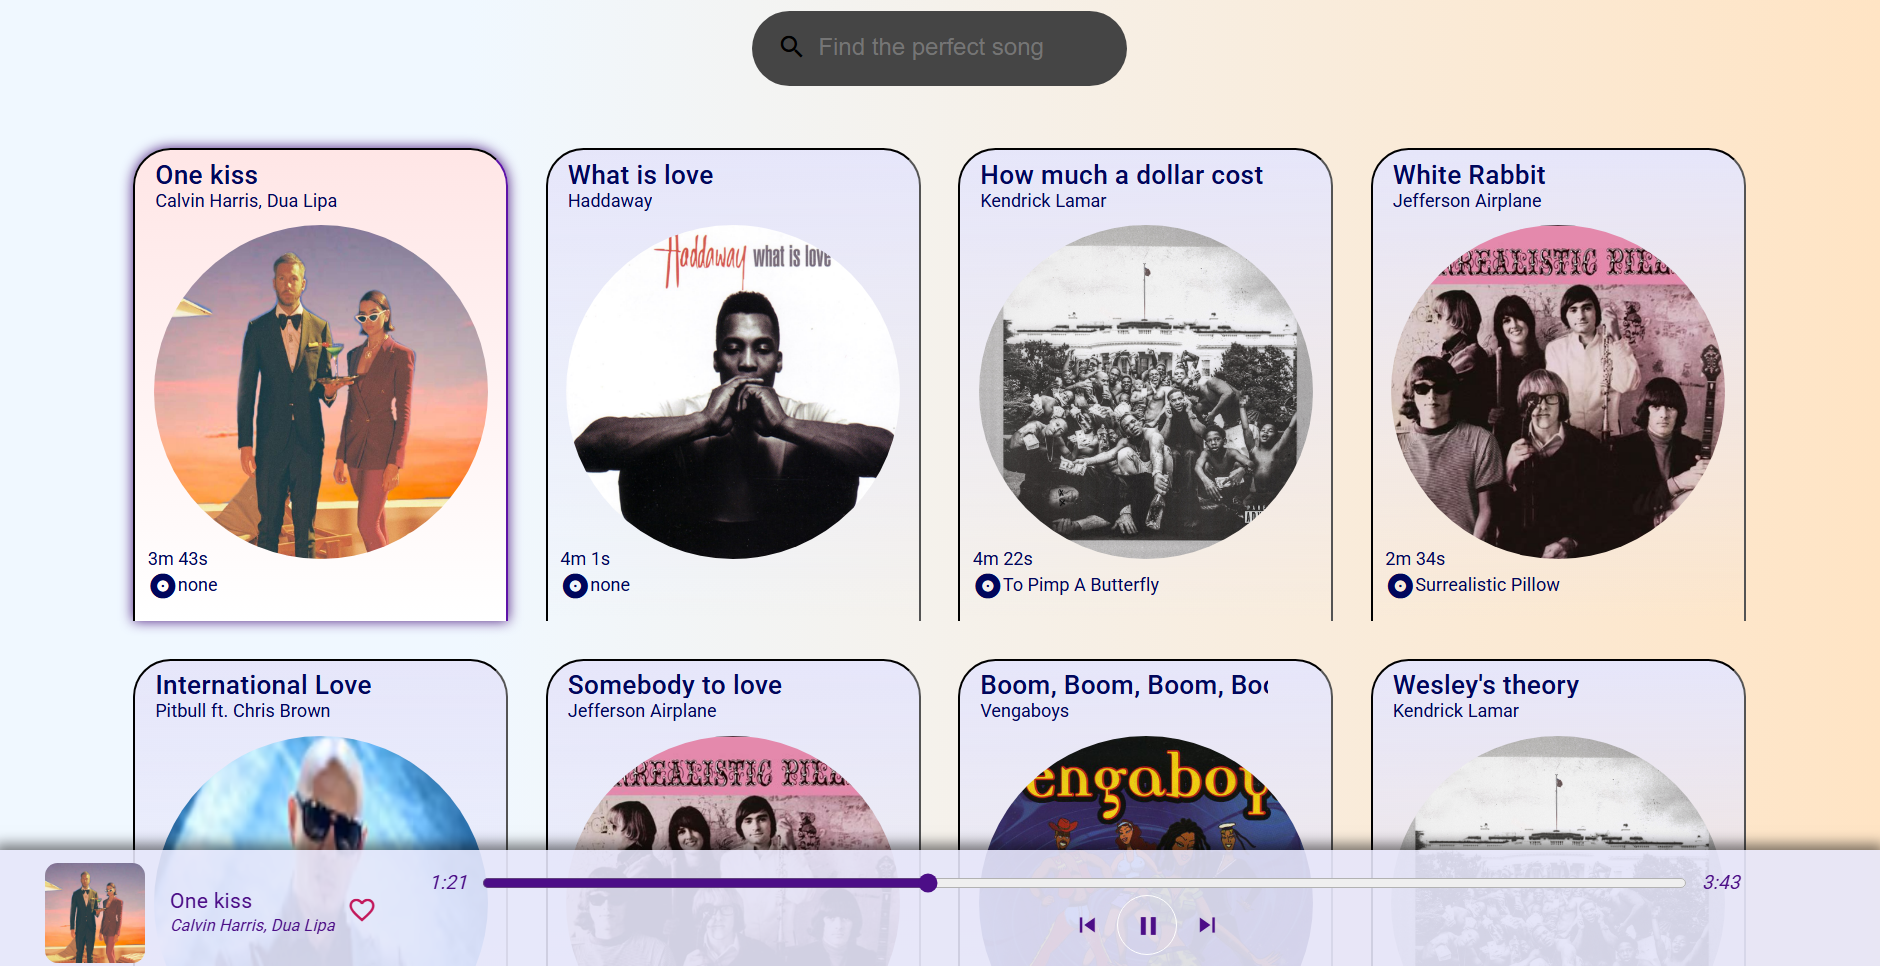 Find the perfect song
One kiss
Calvin Harris, Dua Lipa
3m 43s
none
What is love
Haddaway
Haddaway what is love
4m 1s
none
How much a dollar cost
Kendrick Lamar
4m 22s
To Pimp A Butterfly
White Rabbit
Jefferson Airplane
RREALISTIC PILL
2m 34s
Surrealistic Pillow
International Love
Pitbull ft. Chris Brown
Somebody to love
Jefferson Airplane
RREALISTIC PILL
Boom, Boom, Boom, Boo
Vengaboys
engaboy
Wesley's theory
Kendrick Lamar
One kiss
Calvin Harris, Dua Lipa
1:21
3:43